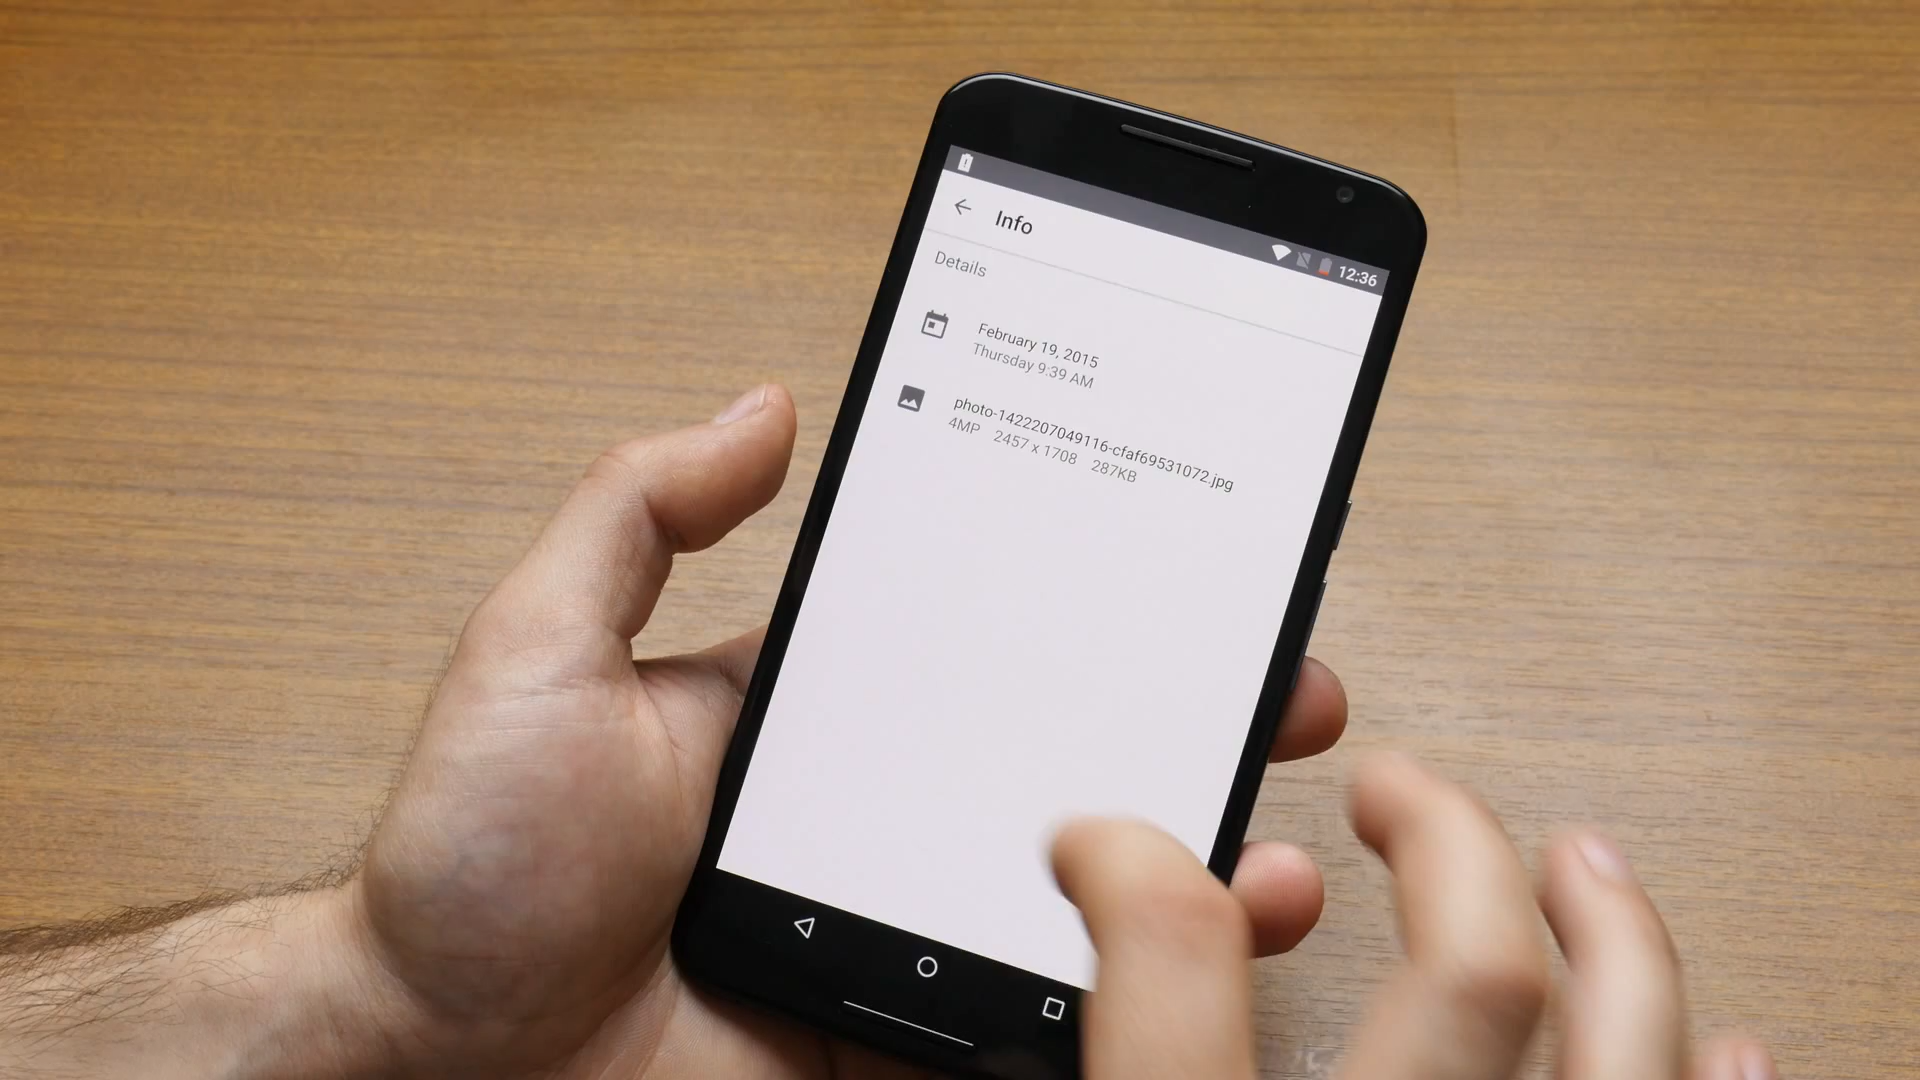 12:36
Info
Details
February 19, 2015
Thursday 9:39 AM
photo-1422207049116-cfaf69531072.jpg
4MP 2457 x 1708 287KB